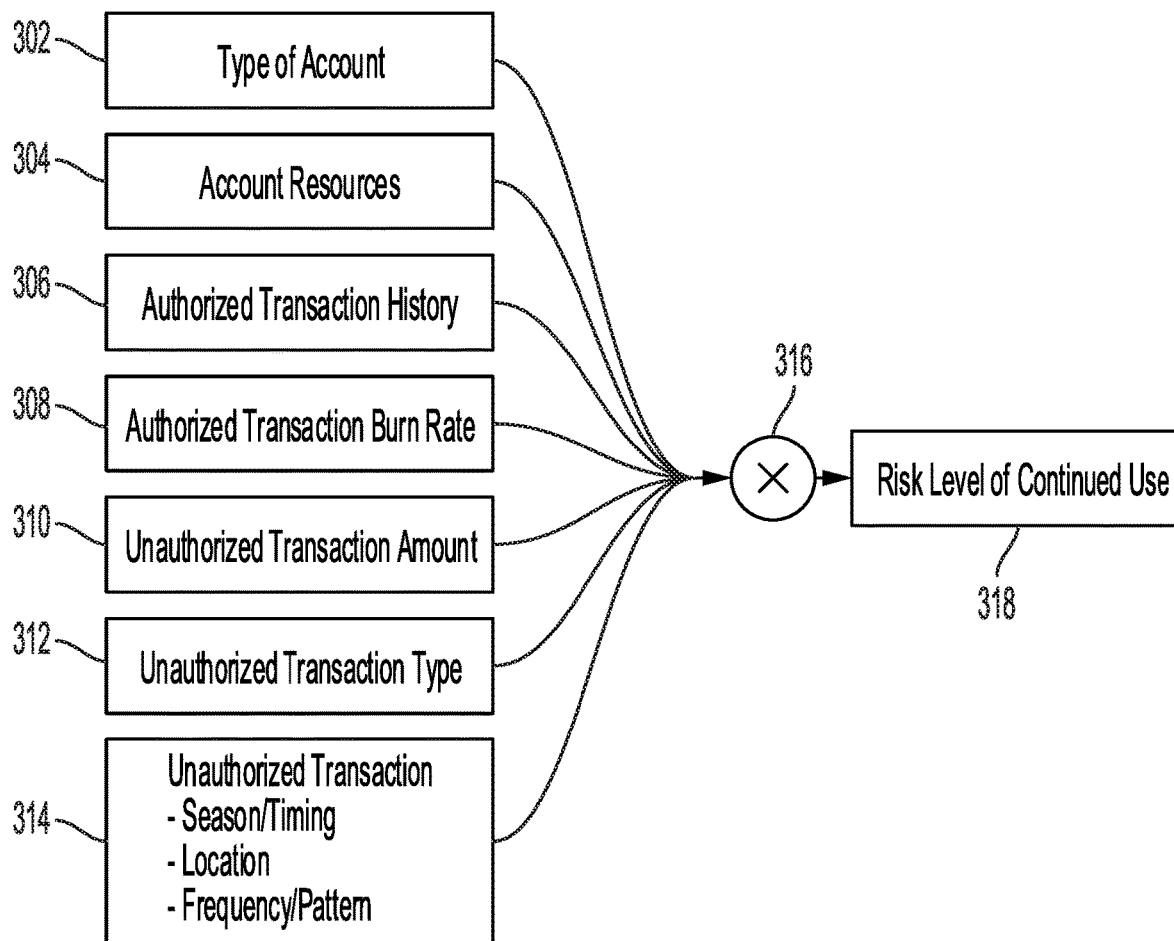 302
Type of Account
304
Account Resources
306
Authorized Transaction History
308
Authorized Transaction Burn Rate
310
Unauthorized Transaction Amount
312
Unauthorized Transaction Type
314
Unauthorized Transaction
- Season/Timing
- Location
- Frequency/Pattern
316
Risk Level of Continued Use
318